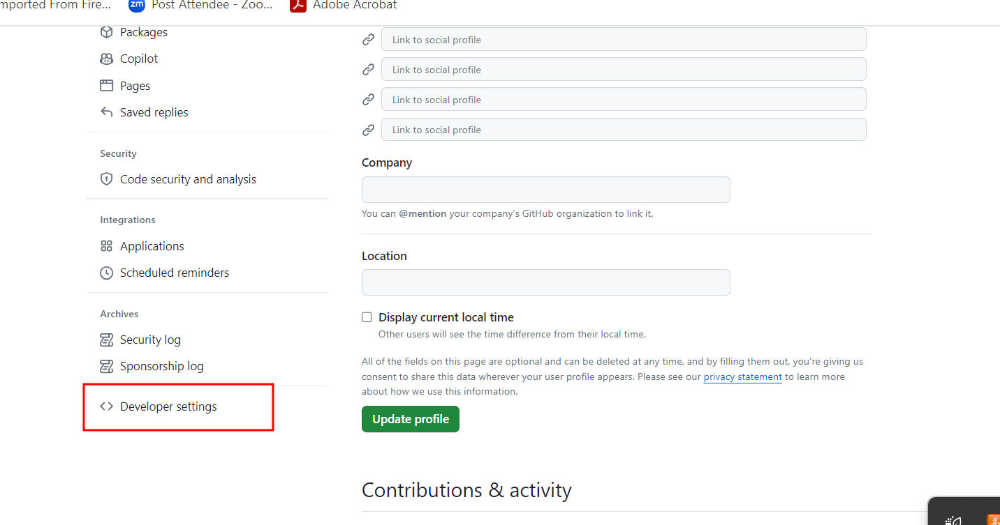 mported From Fire...
zm
Post Attendee - Zoo...
Adobe Acrobat
Packages
Copilot
Pages
Saved replies
Security
Code security and analysis
Integrations
Applications
Scheduled reminders
Archives
Security log
Sponsorship log
Developer settings
Link to social profile
Link to social profile
Link to social profile
Link to social profile
Company
You can @mention your company's GitHub organization to link it.
Location
Display current local time
Other users will see the time difference from their local time.
All of the fields on this page are optional and can be deleted at any time, and by filling them out, you're giving us
consent to share this data wherever your user profile appears. Please see our privacy statement to learn more
about how we use this information.
Update profile
Contributions & activity